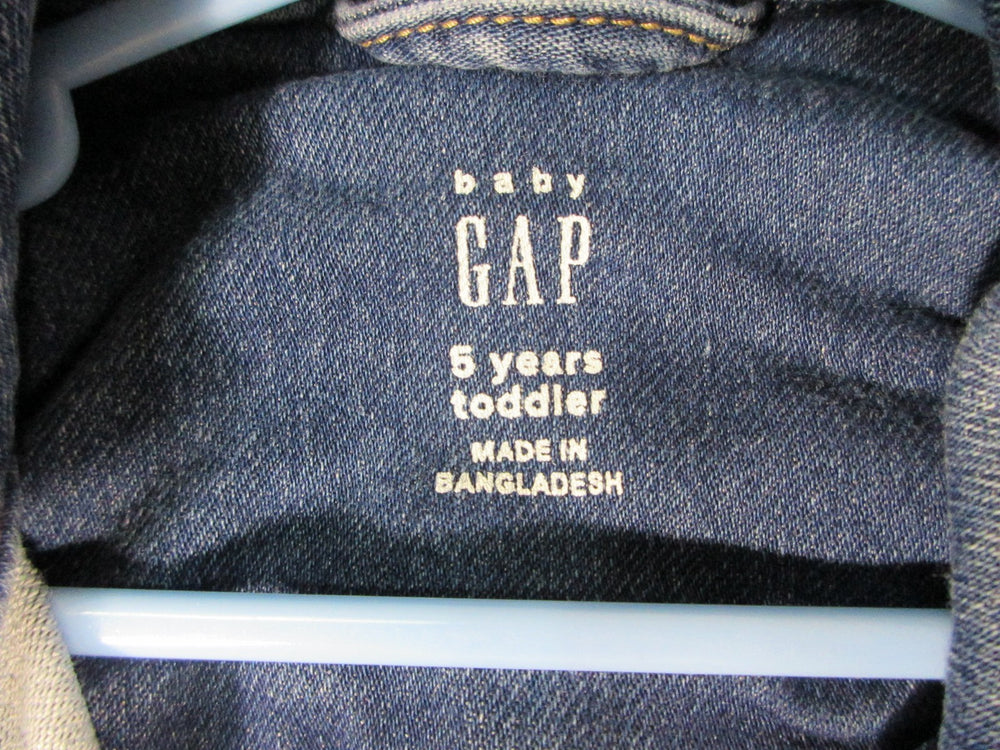 baby
GAP
5 years
toddler
MADE IN
BANGLADESH